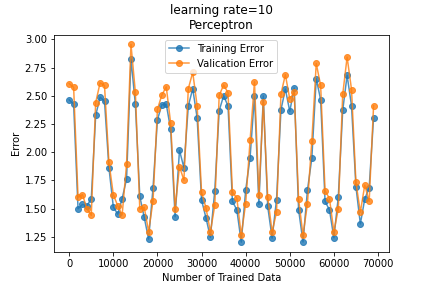 learning rate=10
Perceptron
Training Error
Valication Error
Error
3.00
2.75
2.50
2.25
2.00
1.75
1.50
1.25
0 10000 20000 30000 40000 50000 60000 70000
Number of Trained Data